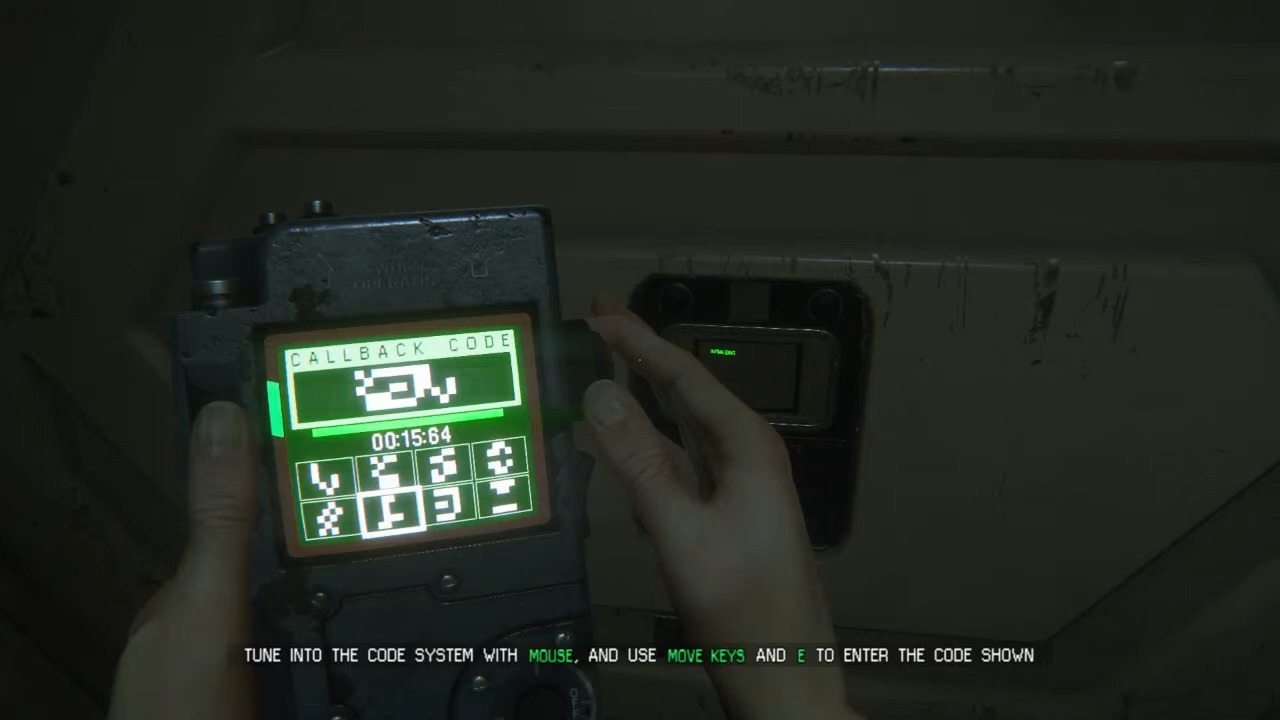 CALLBACK CODE
00:15:64
TUNE INTO THE CODE SYSTEM WITH MOUSE, AND USE MOVE KEYS AND E TO ENTER THE CODE SHOWN